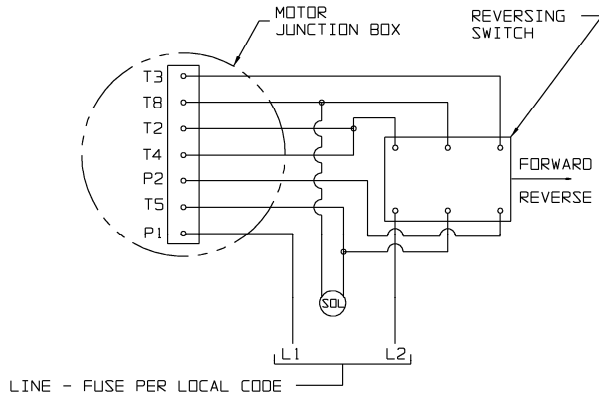 MOTOR
JUNCTION BOX
REVERSING
SWITCH
T3
T8
T2
T4
P2
T5
P1
FORWARD
REVERSE
SOL
L1
L2
LINE - FUSE PER LOCAL CODE